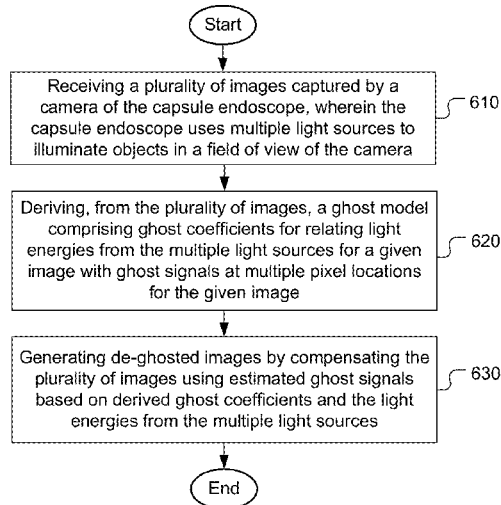 Start
Receiving a plurality of images captured by a
camera of the capsule endoscope, wherein the
capsule endoscope uses multiple light sources to
illuminate objects in a field of view of the camera
610
Deriving, from the plurality of images, a ghost model
comprising ghost coefficients for relating light
energies from the multiple light sources for a given
image with ghost signals at multiple pixel locations
for the given image
620
Generating de-ghosted images by compensating the
plurality of images using estimated ghost signals
based on derived ghost coefficients and the light
energies from the multiple light sources
630
End